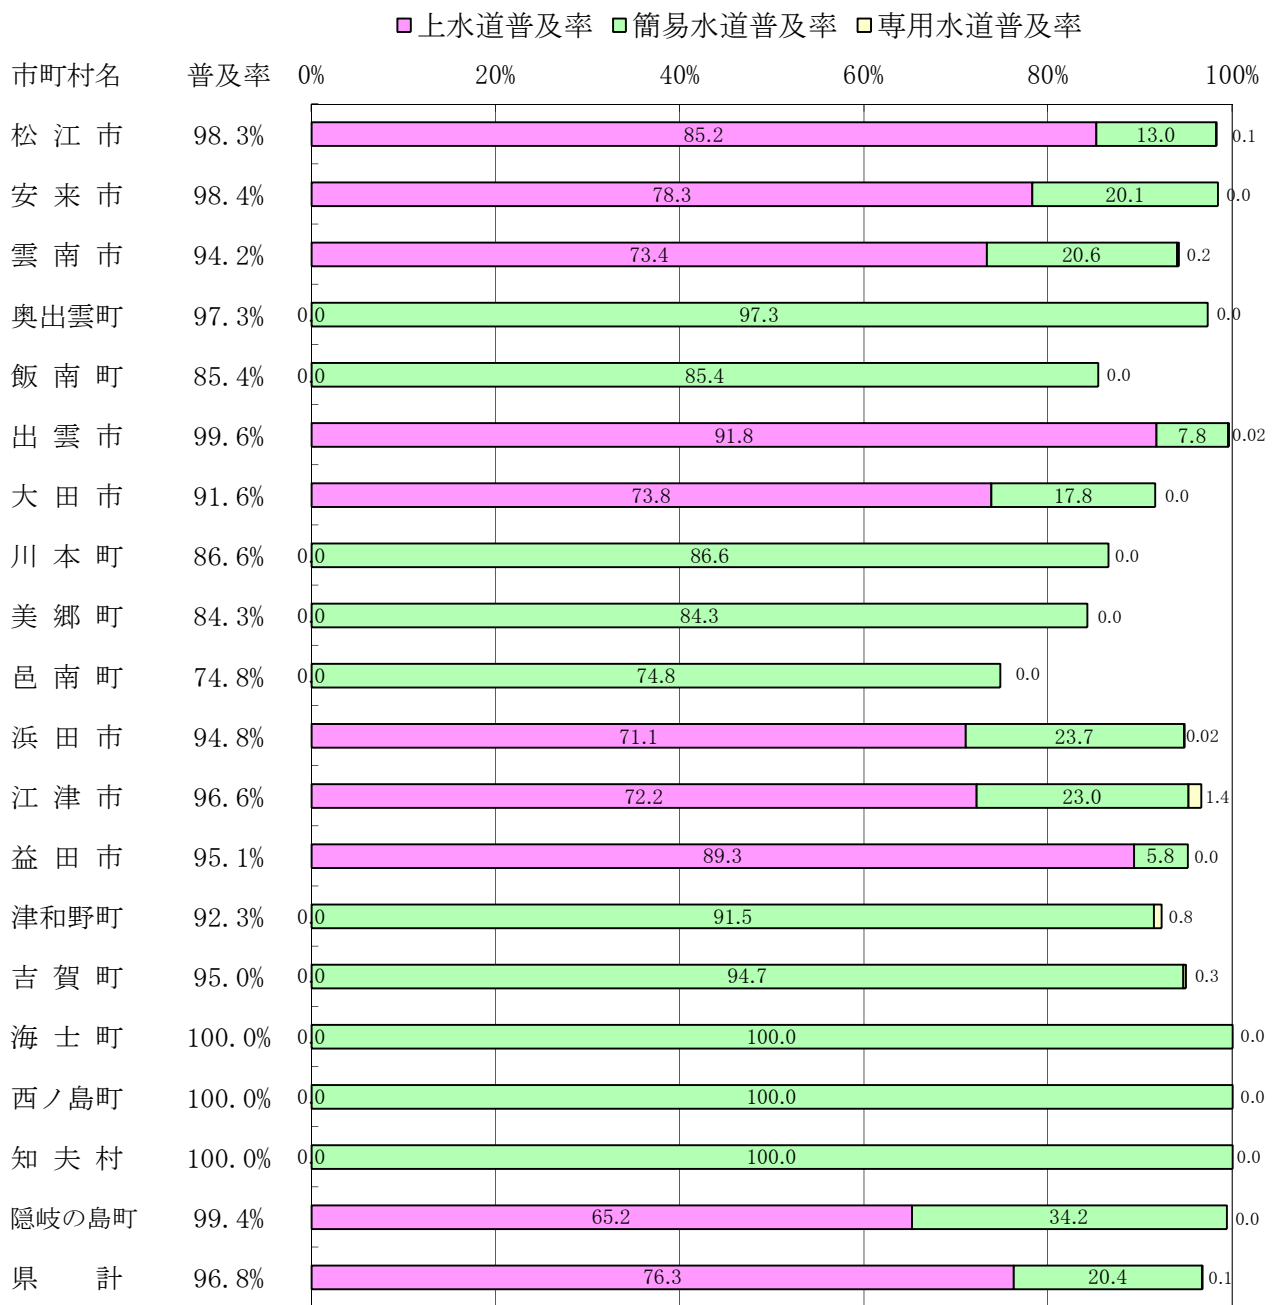 上水道普及率 簡易水道普及率 専用水道普及率
市町村名 普及率 0% 20% 40% 60% 80% 100%
松江市 98.3% 85.2 13.0 0.1
安来市 98.4% 78.3 20.1 0.0
雲南市 94.2% 73.4 20.6 0.2
奥出雲町 97.3% 0.0 97.3 0.0
飯南町 85.4% 0.0 85.4 0.0
出雲市 99.6% 91.8 7.8 0.02
大田市 91.6% 73.8 17.8 0.0
川本町 86.6% 0.0 86.6 0.0
美郷町 84.3% 0.0 84.3 0.0
邑南町 74.8% 0.0 74.8 0.0
浜田市 94.8% 71.1 23.7 0.02
江津市 96.6% 72.2 23.0 1.4
益田市 95.1% 89.3 5.8 0.0
津和野町 92.3% 0.0 91.5 0.8
吉賀町 95.0% 0.0 94.7 0.3
海士町 100.0% 0.0 100.0 0.0
西ノ島町 100.0% 0.0 100.0 0.0
知夫村 100.0% 0.0 100.0 0.0
隠岐の島町 99.4% 65.2 34.2 0.0
県計 96.8% 76.3 20.4 0.1